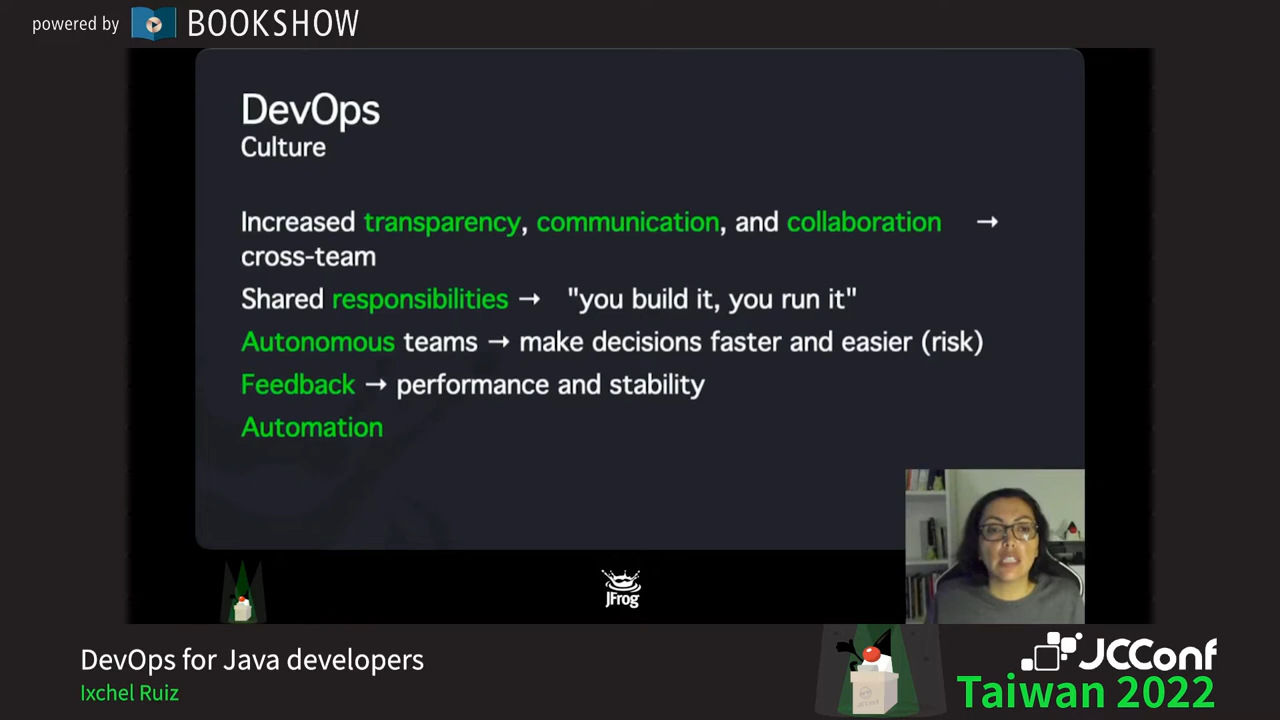 powered by BOOKSHOW
DevOps
Culture
Increased transparency, communication, and collaboration →
cross-team
Shared responsibilities → "you build it, you run it"
Autonomous teams → make decisions faster and easier (risk)
Feedback → performance and stability
Automation
JFrog
DevOps for Java developers
Ixchel Ruiz
JCConf
Taiwan 2022